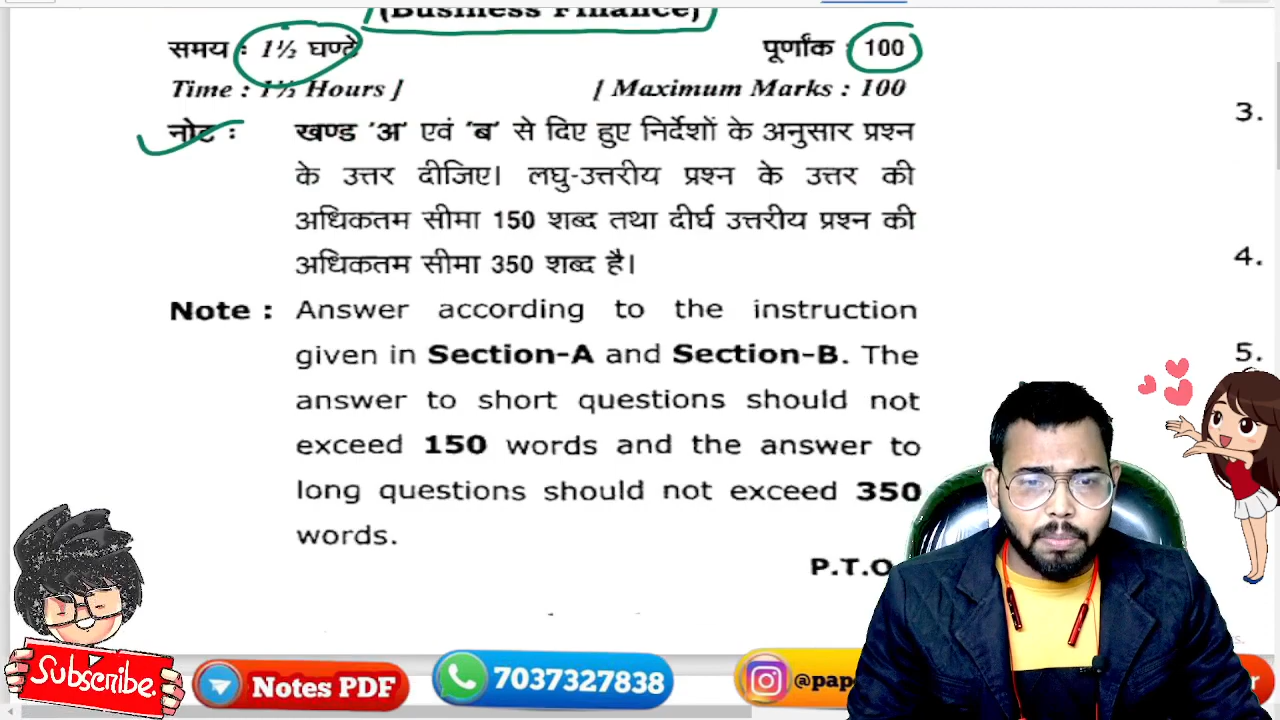 (Business Finance)
समय : 1½ घण्टे पूर्णांक : 100
Time : 1½ Hours ] [ Maximum Marks : 100
नोट : खण्ड 'अ' एवं 'ब' से दिए हुए निर्देशों के अनुसार प्रश्न
के उत्तर दीजिए। लघु-उत्तरीय प्रश्न के उत्तर की
अधिकतम सीमा 150 शब्द तथा दीर्घ उत्तरीय प्रश्न की
अधिकतम सीमा 350 शब्द है।
Note : Answer according to the instruction
given in Section-A and Section-B. The
answer to short questions should not
exceed 150 words and the answer to
long questions should not exceed 350
words.
P.T.O.
3.
4.
5.
Subscribe.
Notes PDF
7037327838